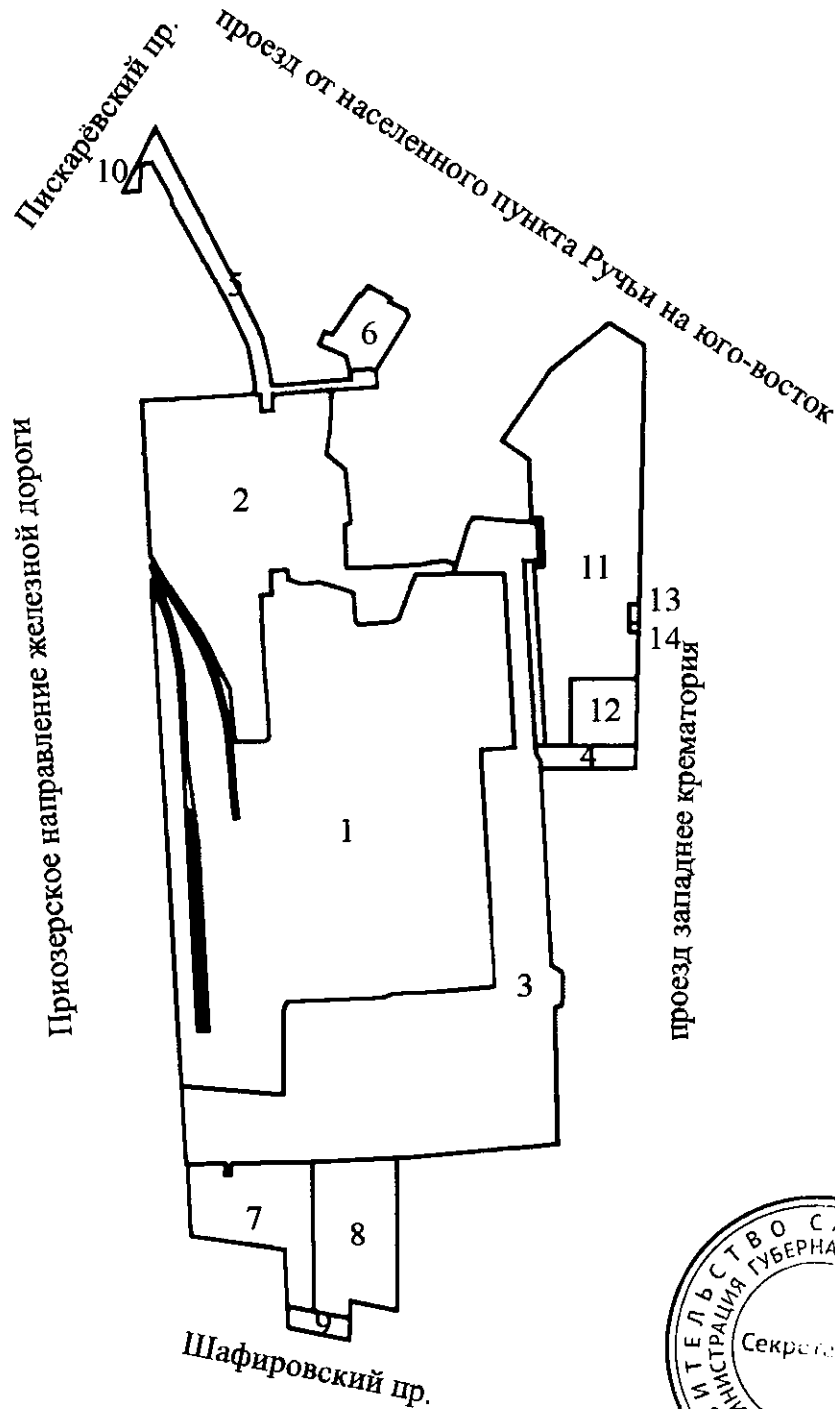 Пискарёвский пр.
проезд от населенного пункта Ручьи на юго-восток
10
5
6
Приозерское направление железной дороги
2
11
13
14
12
4
проезд западнее крематория
1
3
7
8
9
Шафировский пр.